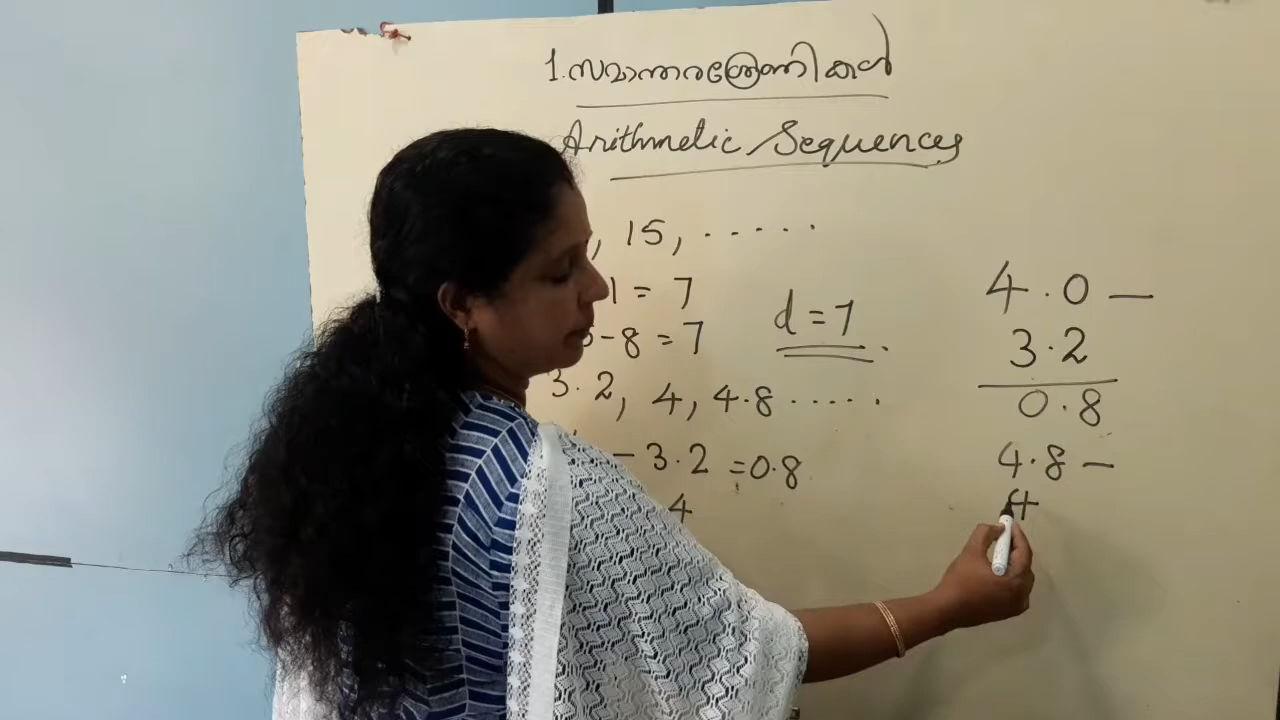 1. സമാന്തരശ്രേണികൾ
Arithmetic Sequences
, 15, .....
1 = 7
-8 = 7
d = 7
3.2, 4, 4.8 .....
- 3.2 = 0.8
4
4.0 -
3.2
0.8
4.8 -
4